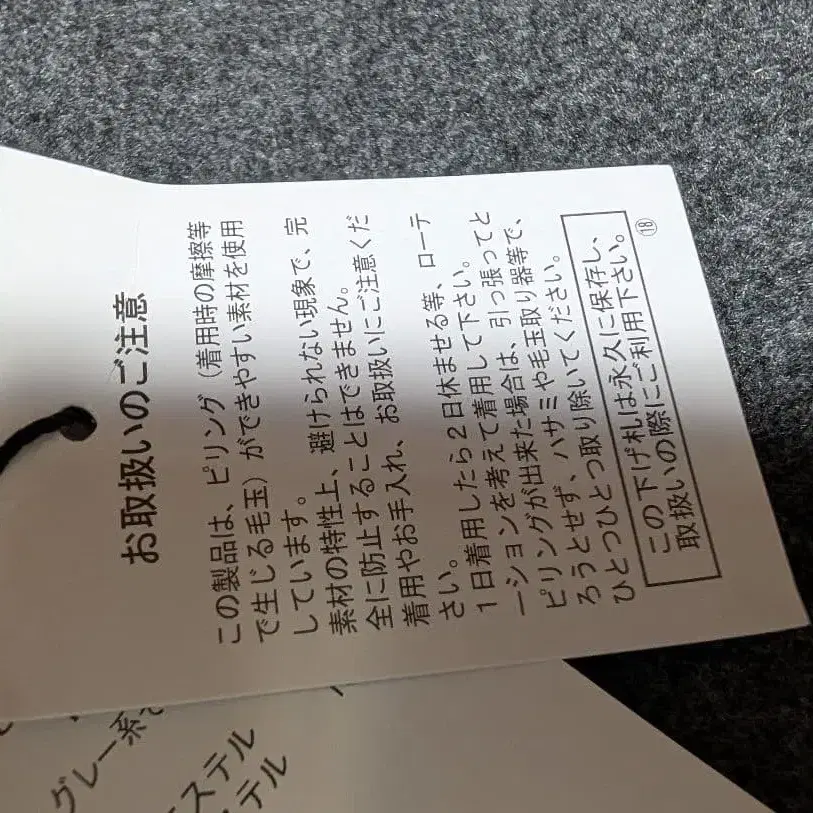 お取扱いのご注意
この製品は、ピリング（着用時の摩擦等
で生じる毛玉）ができやすい素材を使用
しています。
素材の特性上、避けられない現象で、完
全に防止することはできません。
着用やお手入れ、お取扱いにご注意くだ
さい。
１日着用したら２日休ませる等、ローテ
ーションを考えて着用して下さい。
ピリングが出来た場合は、引っ張ってと
ろうとせず、ハサミや毛玉取り器等で、
ひとつひとつ取り除いてください。
この下げ札は永久に保存し、
取扱いの際にご利用下さい。
⑱
グレー系
ステル
テル